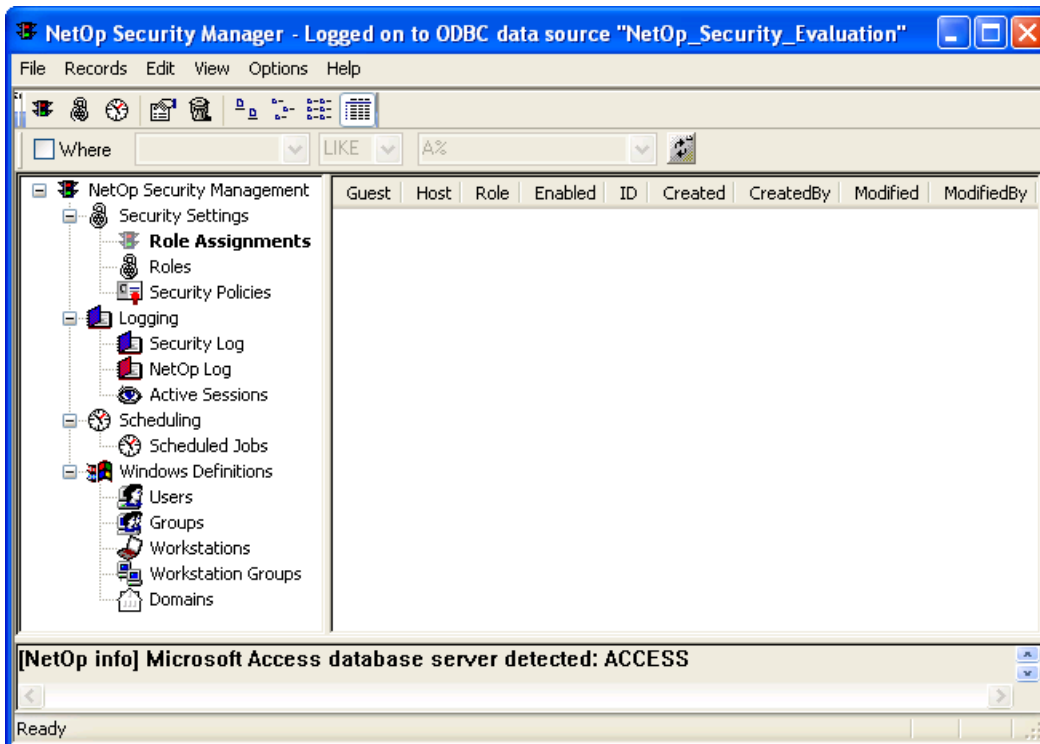 NetOp Security Manager - Logged on to ODBC data source "NetOp_Security_Evaluation"
File Records Edit View Options Help
Where LIKE A%
NetOp Security Management
Security Settings
Role Assignments
Roles
Security Policies
Logging
Security Log
NetOp Log
Active Sessions
Scheduling
Scheduled Jobs
Windows Definitions
Users
Groups
Workstations
Workstation Groups
Domains
Guest Host Role Enabled ID Created CreatedBy Modified ModifiedBy
[NetOp info] Microsoft Access database server detected: ACCESS
Ready